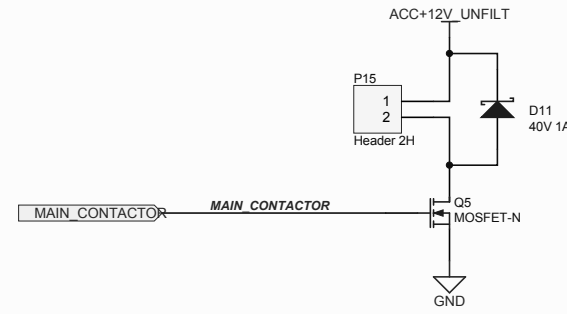 ACC+12V_UNFILT
P15
1
2
Header 2H
D11
40V 1A
MAIN_CONTACTOR
MAIN_CONTACTOR
Q5
MOSFET-N
GND